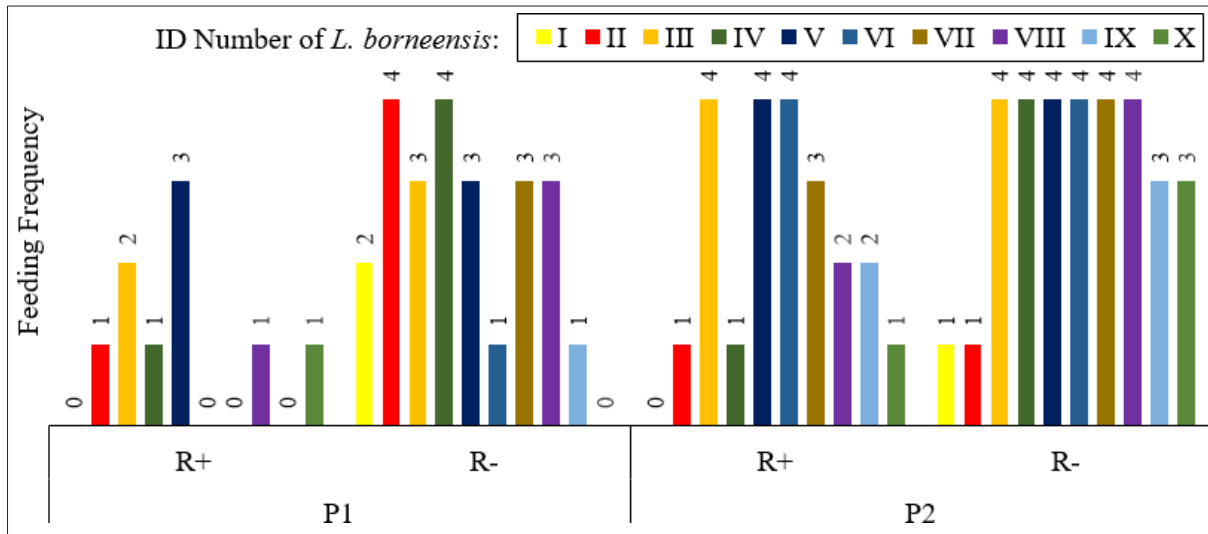 ID Number of L. borneensis: I II III IV V VI VII VIII IX X
Feeding Frequency
0 1 2 1 3 0 0 1 0 1 2 4 3 4 3 1 3 3 1 0 0 1 4 1 4 4 3 2 2 1 1 1 4 4 4 4 4 4 3 3
R+ R- R+ R-
P1 P2